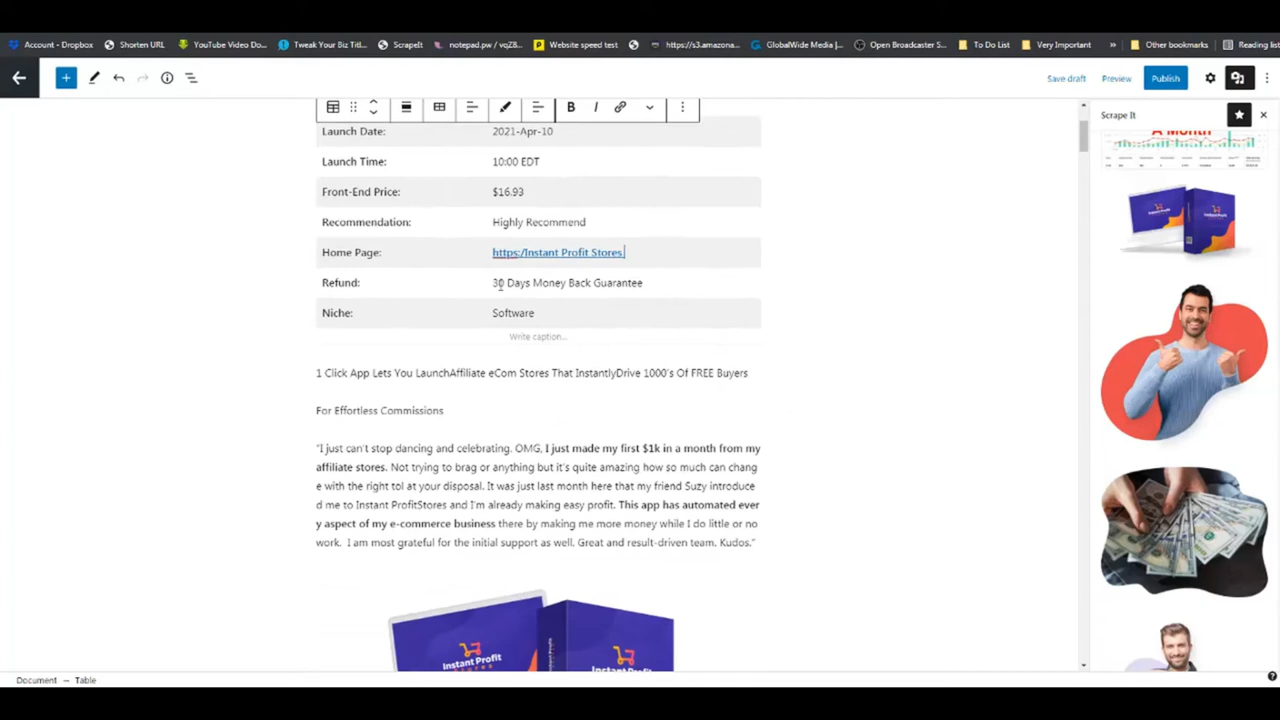 Account - Dropbox Shorten URL YouTube Video Do... Tweak Your Biz Titl... ScrapeIt notepad.pw / vqZ8... Website speed test https://s3.amazona... GlobalWide Media |... Open Broadcaster S... To Do List Very Important » Other bookmarks Reading list
Save draft Preview Publish
Scrape It
B I
A Month
Launch Date: 2021-Apr-10
Launch Time: 10:00 EDT
Front-End Price: $16.93
Recommendation: Highly Recommend
Home Page: https:/Instant Profit Stores
Refund: 30 Days Money Back Guarantee
Niche: Software
Write caption...
1 Click App Lets You LaunchAffiliate eCom Stores That InstantlyDrive 1000's Of FREE Buyers
For Effortless Commissions
"I just can't stop dancing and celebrating. OMG, I just made my first $1k in a month from my
affiliate stores. Not trying to brag or anything but it's quite amazing how so much can chang
e with the right tol at your disposal. It was just last month here that my friend Suzy introduce
d me to Instant ProfitStores and I'm already making easy profit. This app has automated ever
y aspect of my e-commerce business there by making me more money while I do little or no
work. I am most grateful for the initial support as well. Great and result-driven team. Kudos."
Instant Profit
Instant Profit
Document → Table